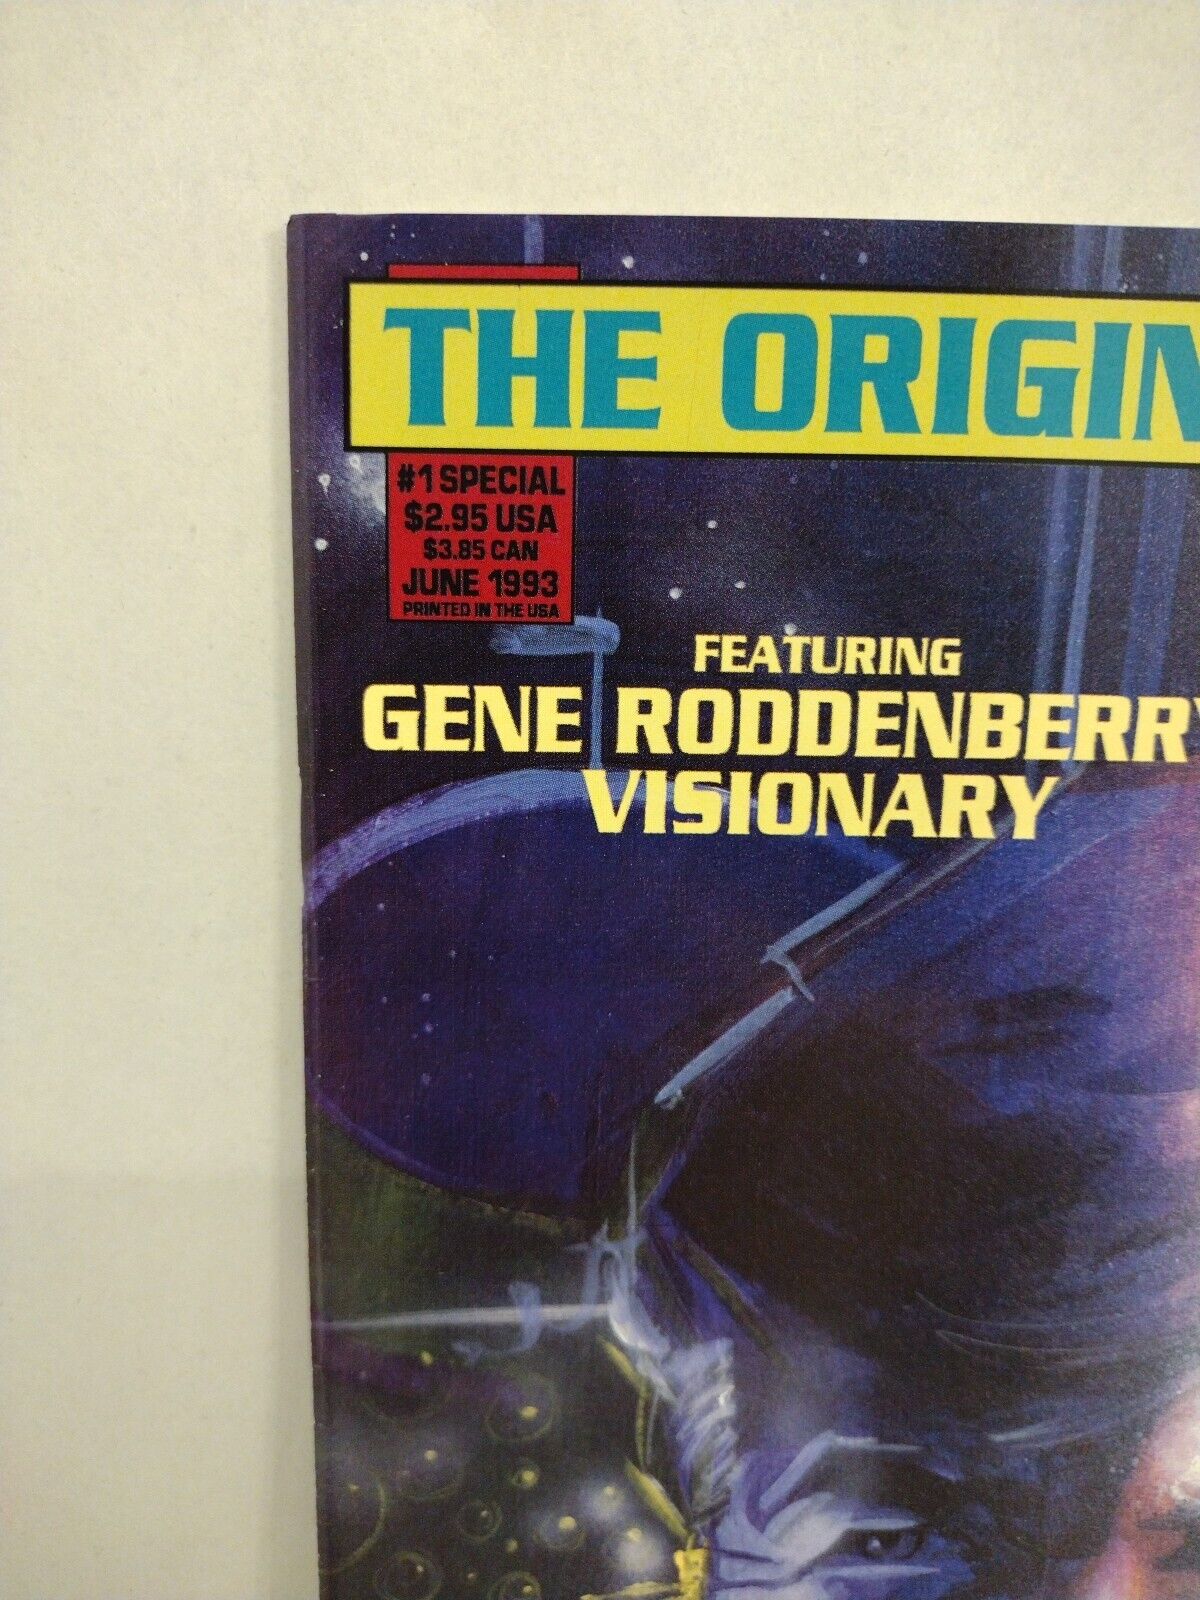 THE ORIGIN
#1 SPECIAL
$2.95 USA
$3.85 CAN
JUNE 1993
PRINTED IN THE USA
FEATURING
GENE RODDENBERRY
VISIONARY